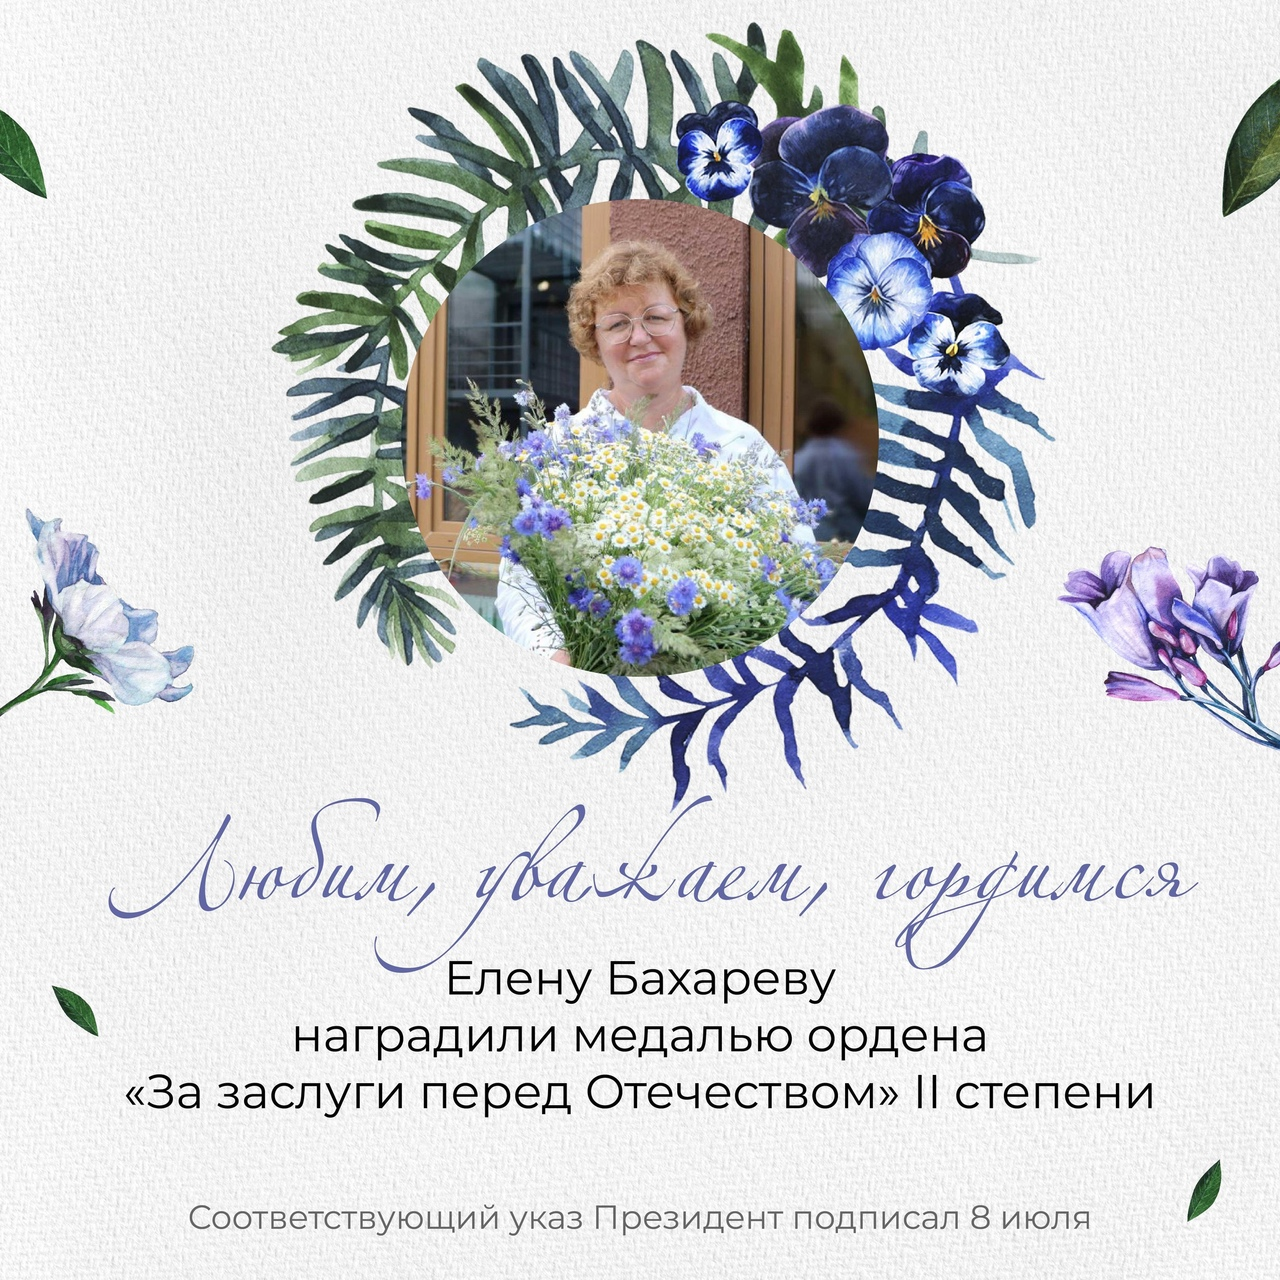 Любим, уважаем, гордимся
Елену Бахареву
наградили медалью ордена
«За заслуги перед Отечеством» II степени
Соответствующий указ Президент подписал 8 июля